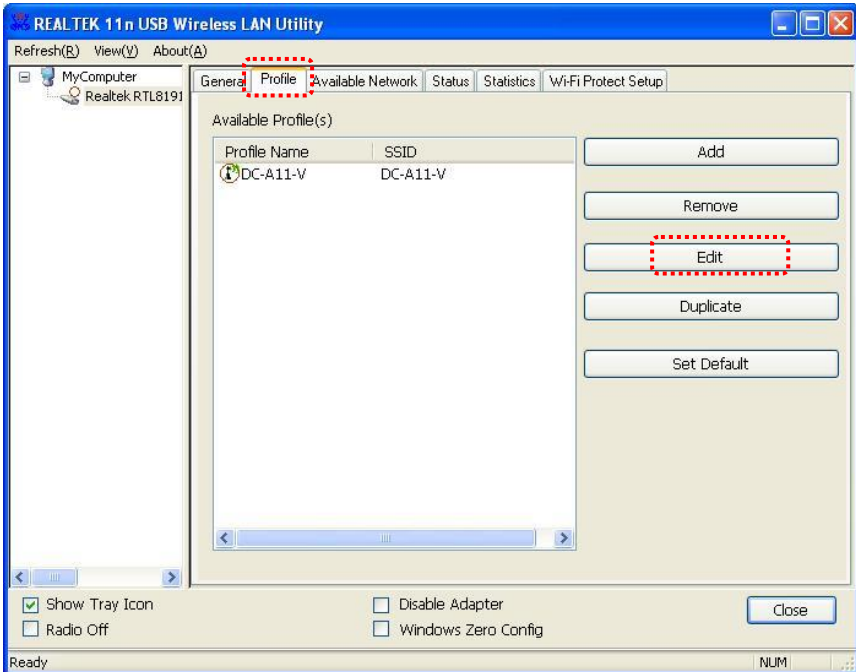 REALTEK 11n USB Wireless LAN Utility
Refresh(R) View(V) About(A)
MyComputer
Realtek RTL8191
General Profile Available Network Status Statistics Wi-Fi Protect Setup
Available Profile(s)
Profile Name SSID
DC-A11-V DC-A11-V
Add
Remove
Edit
Duplicate
Set Default
Show Tray Icon Disable Adapter
Radio Off Windows Zero Config
Close
Ready NUM